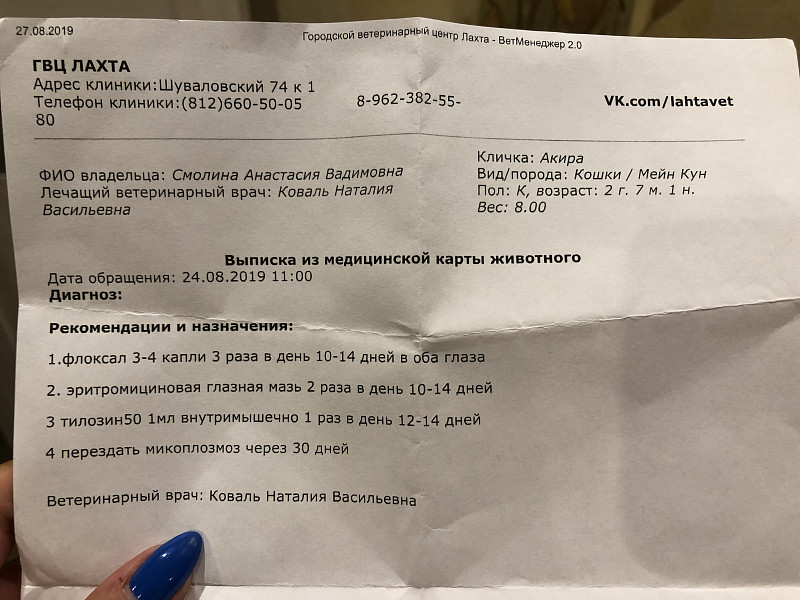 27.08.2019
Городской ветеринарный центр Лахта - ВетМенеджер 2.0
ГВЦ ЛАХТА
Адрес клиники:Шуваловский 74 к 1
Телефон клиники:(812)660-50-05 8-962-382-55-
80
VK.com/lahtavet
ФИО владельца: Смолина Анастасия Вадимовна
Лечащий ветеринарный врач: Коваль Наталия
Васильевна
Кличка: Акира
Вид/порода: Кошки / Мейн Кун
Пол: К, возраст: 2 г. 7 м. 1 н.
Вес: 8.00
Выписка из медицинской карты животного
Дата обращения: 24.08.2019 11:00
Диагноз:
Рекомендации и назначения:
1.флоксал 3-4 капли 3 раза в день 10-14 дней в оба глаза
2. эритромициновая глазная мазь 2 раза в день 10-14 дней
3 тилозин50 1мл внутримышечно 1 раз в день 12-14 дней
4 перездать микоплозмоз через 30 дней
Ветеринарный врач: Коваль Наталия Васильевна